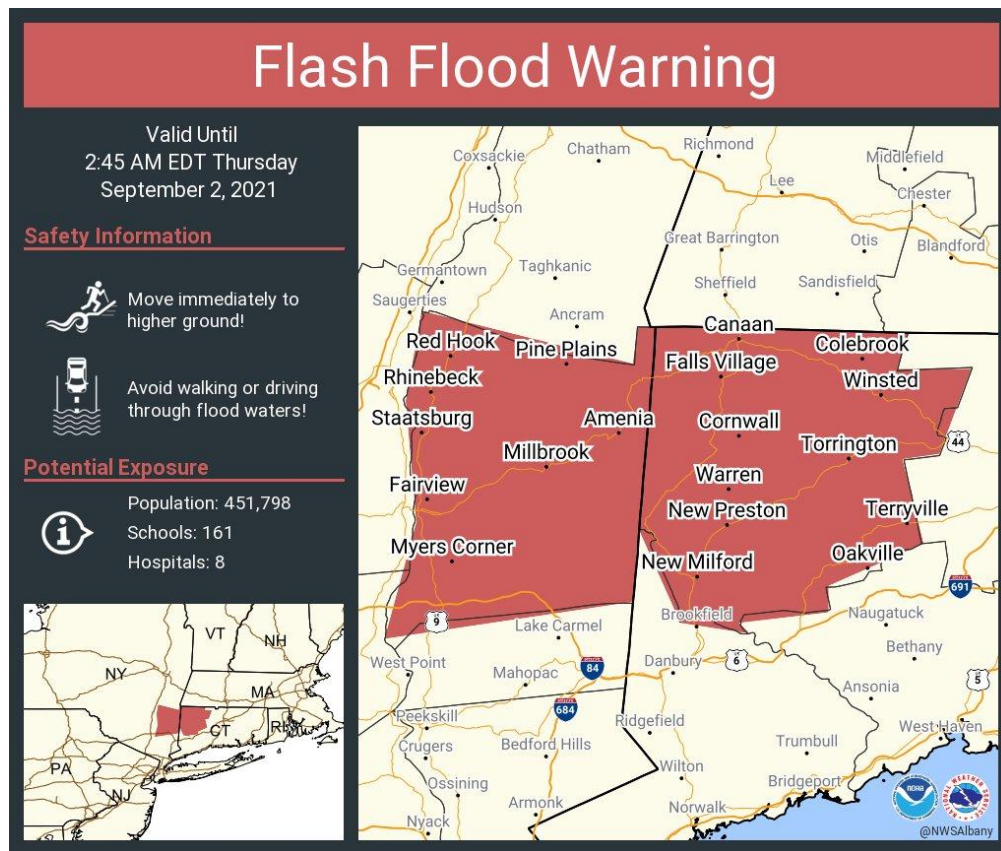 Flash Flood Warning
Valid Until
2:45 AM EDT Thursday
September 2, 2021
Safety Information
Move immediately to
higher ground!
Avoid walking or driving
through flood waters!
Potential Exposure
Population: 451,798
Schools: 161
Hospitals: 8
VT
NH
NY
MA
CT
PA
NJ
Coxsackie
Chatham
Richmond
Middlefield
Lee
Chester
Hudson
Great Barrington
Otis
Blandford
Germantown
Taghkanic
Sheffield
Sandisfield
Saugerties
Ancram
Canaan
Red Hook
Pine Plains
Colebrook
Falls Village
Rhinebeck
Winsted
Staatsburg
Amenia
Cornwall
Torrington
44
Millbrook
Warren
Fairview
New Preston
Terryville
Myers Corner
New Milford
Oakville
691
9
Lake Carmel
Brookfield
Naugatuck
West Point
84
Danbury
6
Bethany
Mahopac
5
Ansonia
684
Peekskill
Ridgefield
West Haven
Crugers
Bedford Hills
Trumbull
Wilton
Ossining
Bridgeport
Armonk
Norwalk
Nyack
NOAA
NATIONAL WEATHER SERVICE
@NWSAlbany